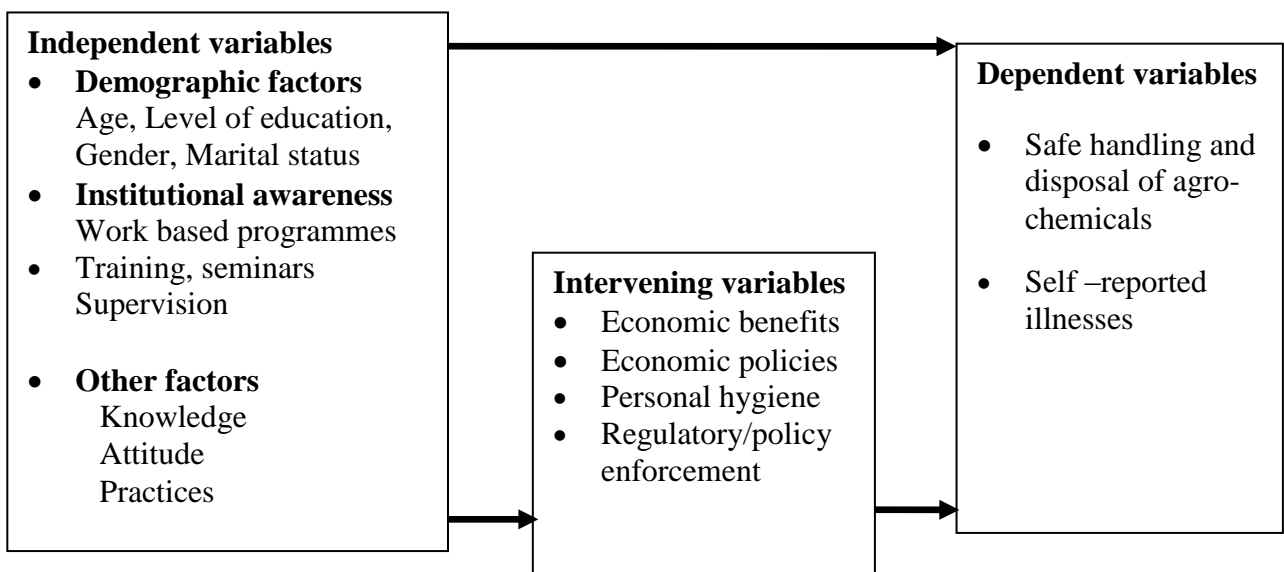 Independent variables
• Demographic factors
Age, Level of education,
Gender, Marital status
• Institutional awareness
Work based programmes
• Training, seminars
Supervision
• Other factors
Knowledge
Attitude
Practices
Intervening variables
• Economic benefits
• Economic policies
• Personal hygiene
• Regulatory/policy
enforcement
Dependent variables
• Safe handling and
disposal of agro-
chemicals
• Self –reported
illnesses